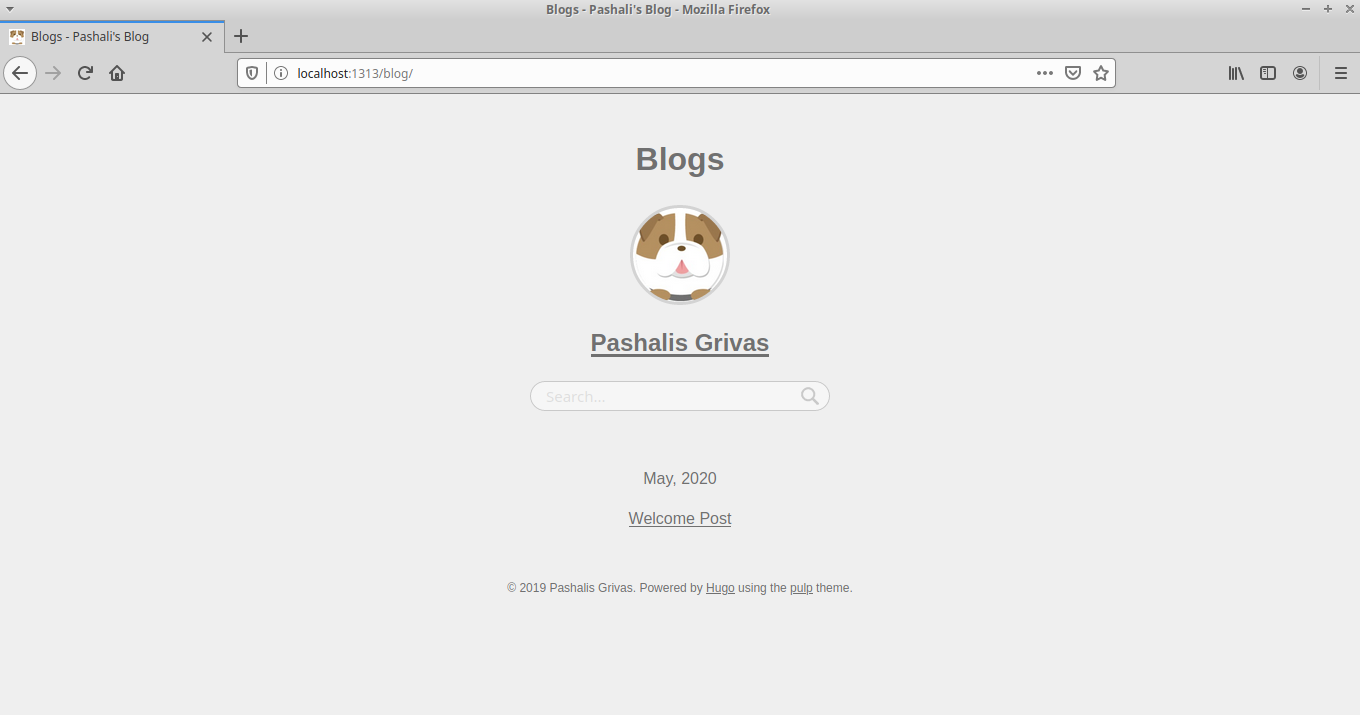 Blogs - Pashali's Blog - Mozilla Firefox
Blogs - Pashali's Blog
localhost:1313/blog/
Blogs
Pashalis Grivas
Search...
May, 2020
Welcome Post
© 2019 Pashalis Grivas. Powered by Hugo using the pulp theme.